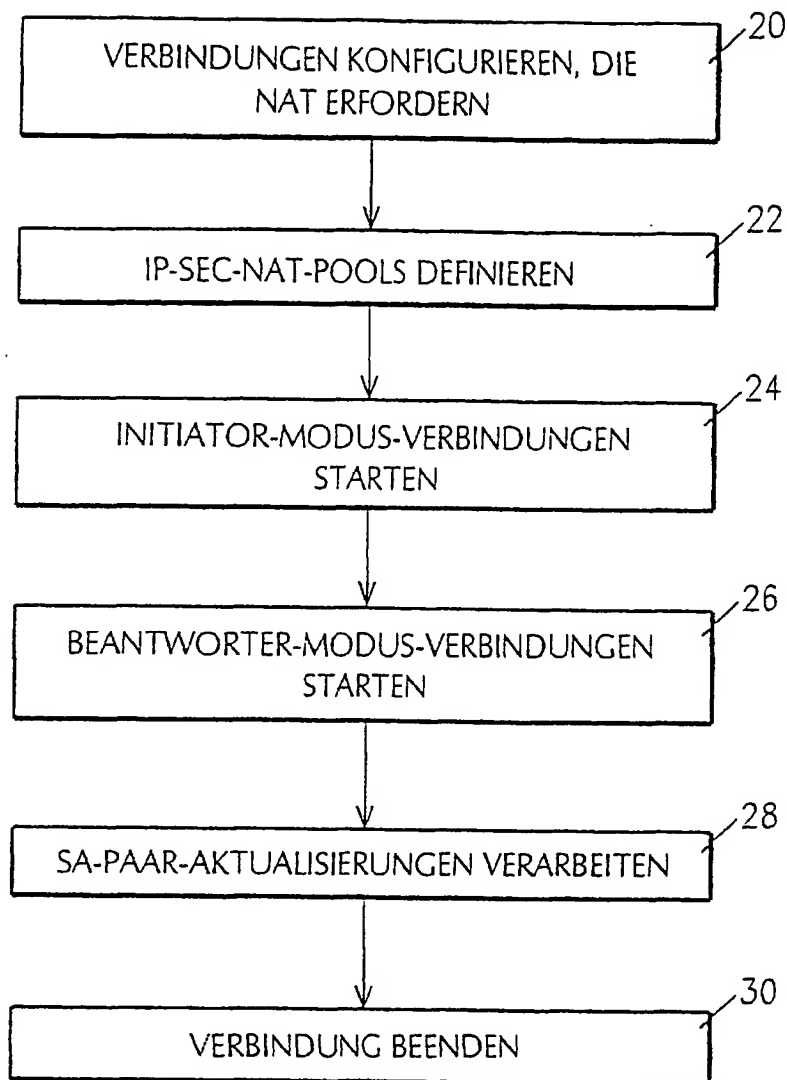 20
VERBINDUNGEN KONFIGURIEREN, DIE
NAT ERFORDERN
22
IP-SEC-NAT-POOLS DEFINIEREN
24
INITIATOR-MODUS-VERBINDUNGEN
STARTEN
26
BEANTWORTER-MODUS-VERBINDUNGEN
STARTEN
28
SA-PAAR-AKTUALISIERUNGEN VERARBEITEN
30
VERBINDUNG BEENDEN